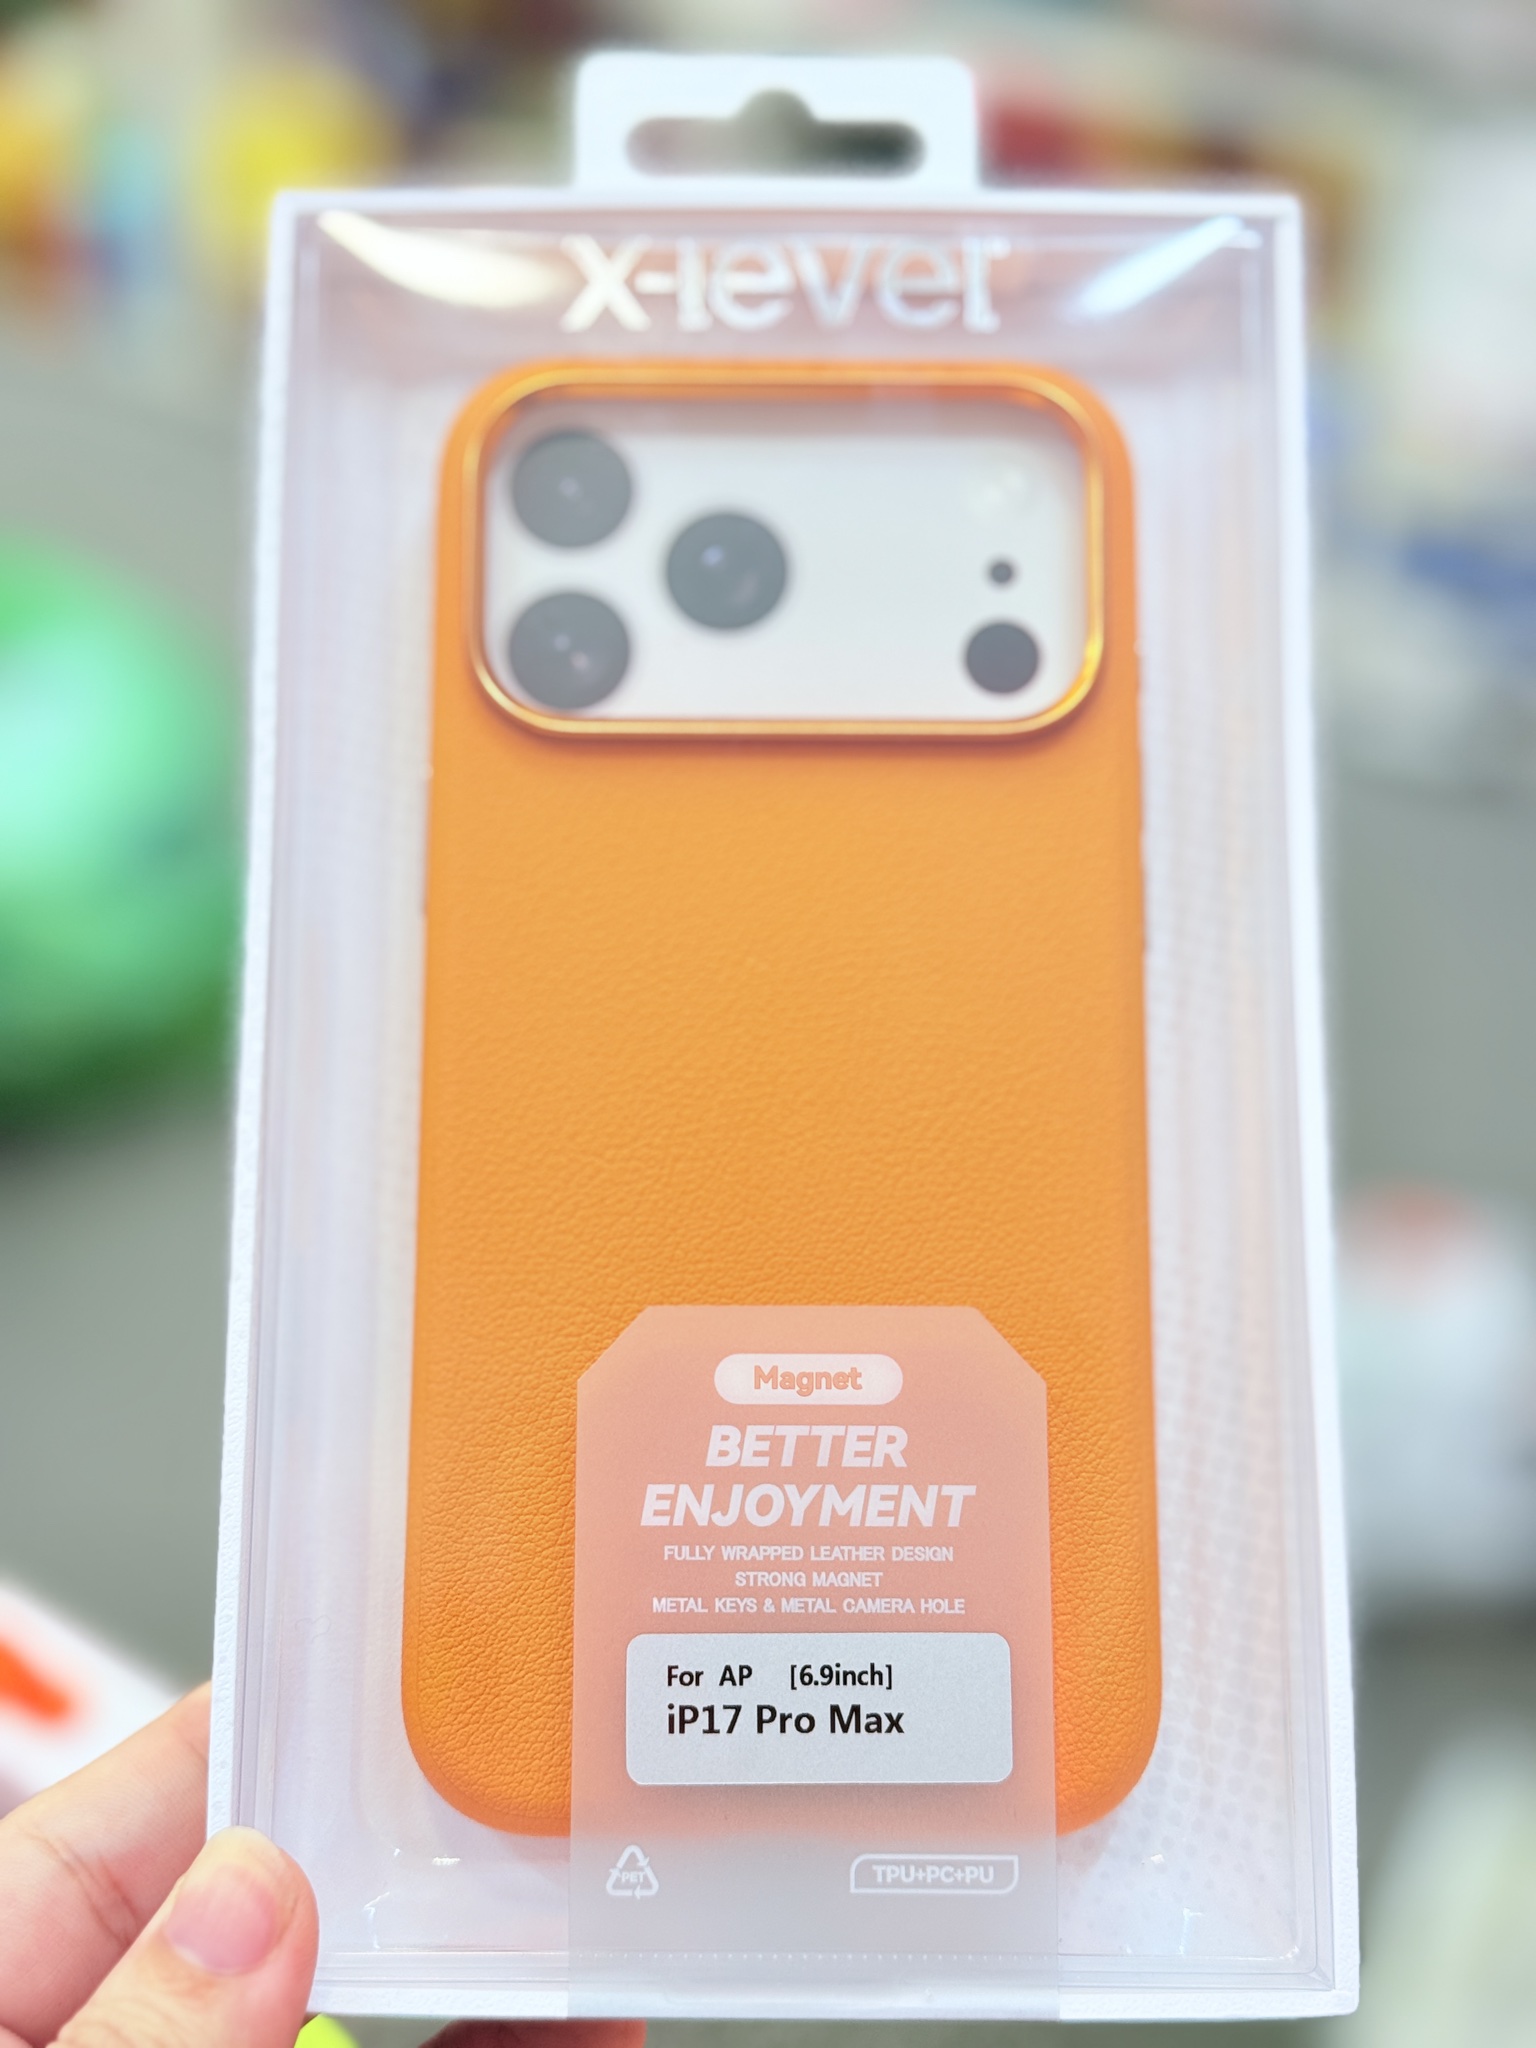 x-level
Magnet
BETTER
ENJOYMENT
FULLY WRAPPED LEATHER DESIGN
STRONG MAGNET
METAL KEYS & METAL CAMERA HOLE
For AP [6.9inch]
iP17 Pro Max
PET
TPU+PC+PU